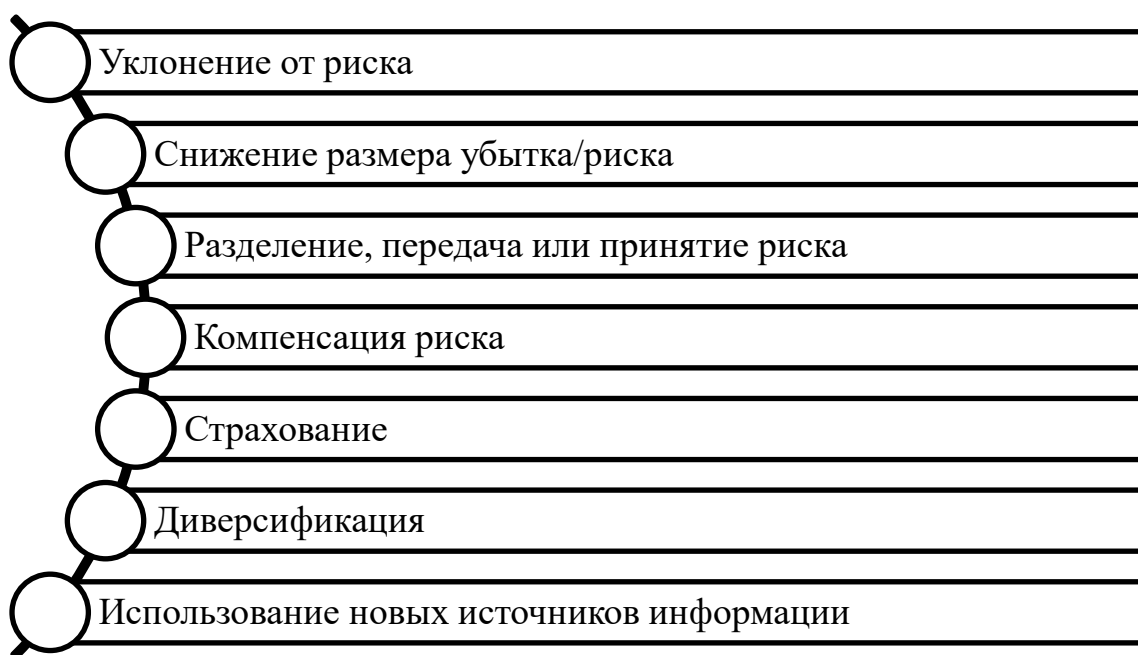 Уклонение от риска
Снижение размера убытка/риска
Разделение, передача или принятие риска
Компенсация риска
Страхование
Диверсификация
Использование новых источников информации